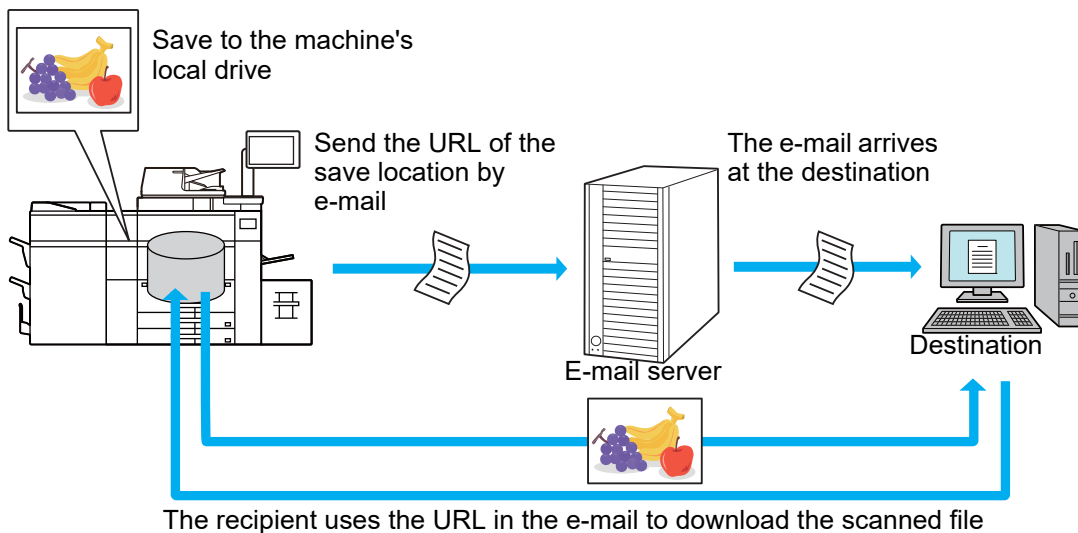 Save to the machine's
local drive
Send the URL of the
save location by
e-mail
The e-mail arrives
at the destination
E-mail server
Destination
The recipient uses the URL in the e-mail to download the scanned file